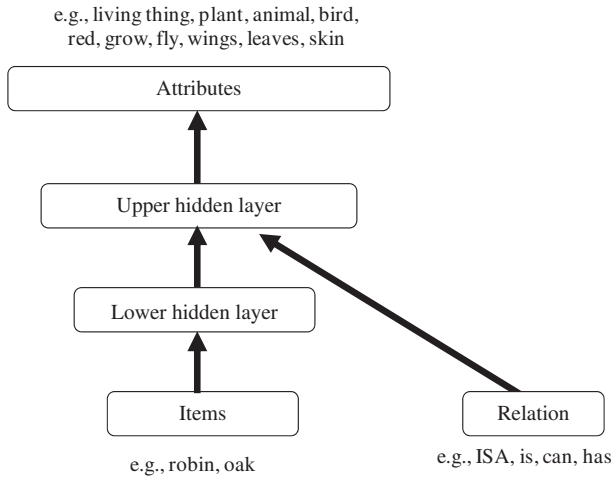 e.g., living thing, plant, animal, bird,
red, grow, fly, wings, leaves, skin
Attributes
Upper hidden layer
Lower hidden layer
Items
Relation
e.g., robin, oak
e.g., ISA, is, can, has